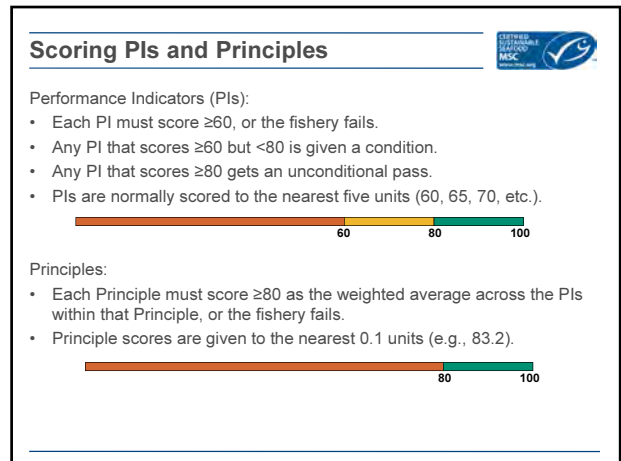 Scoring PIs and Principles
CERTIFIED
SUSTAINABLE
SEAFOOD
MSC
www.msc.org
TM
Performance Indicators (PIs):
• Each PI must score ≥60, or the fishery fails.
• Any PI that scores ≥60 but <80 is given a condition.
• Any PI that scores ≥80 gets an unconditional pass.
• PIs are normally scored to the nearest five units (60, 65, 70, etc.).
60 80 100
Principles:
• Each Principle must score ≥80 as the weighted average across the PIs
within that Principle, or the fishery fails.
• Principle scores are given to the nearest 0.1 units (e.g., 83.2).
80 100